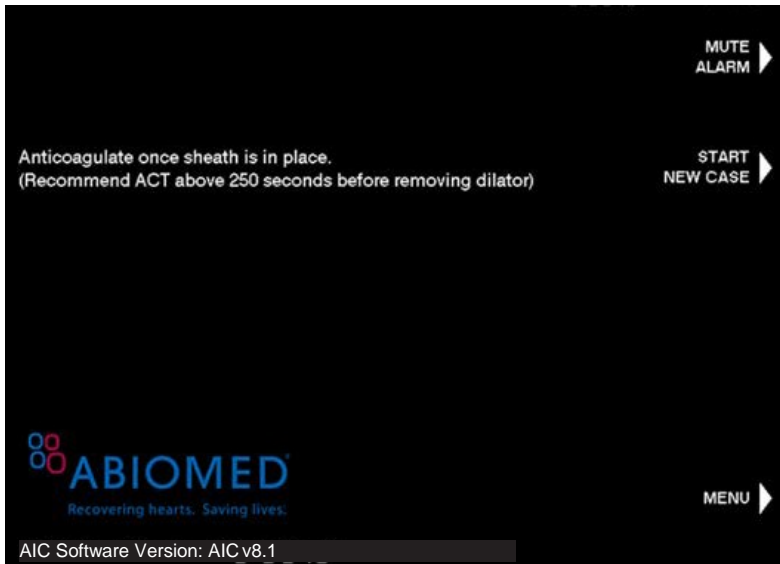 MUTE
ALARM
Anticoagulate once sheath is in place.
(Recommend ACT above 250 seconds before removing dilator)
START
NEW CASE
ABIOMED
Recovering hearts. Saving lives.
MENU
AIC Software Version: AIC v8.1